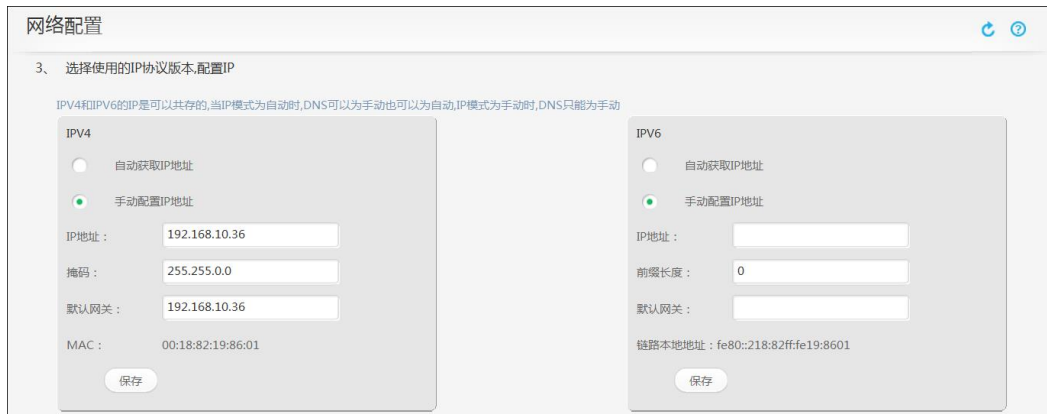 网络配置
3、 选择使用的IP协议版本,配置IP
IPV4和IPV6的IP是可以共存的,当IP模式为自动时,DNS可以为手动也可以为自动,IP模式为手动时,DNS只能为手动
IPV4
自动获取IP地址
手动配置IP地址
IP地址： 192.168.10.36
掩码： 255.255.0.0
默认网关： 192.168.10.36
MAC： 00:18:82:19:86:01
保存
IPV6
自动获取IP地址
手动配置IP地址
IP地址：
前缀长度： 0
默认网关：
链路本地地址：fe80::218:82ff:fe19:8601
保存